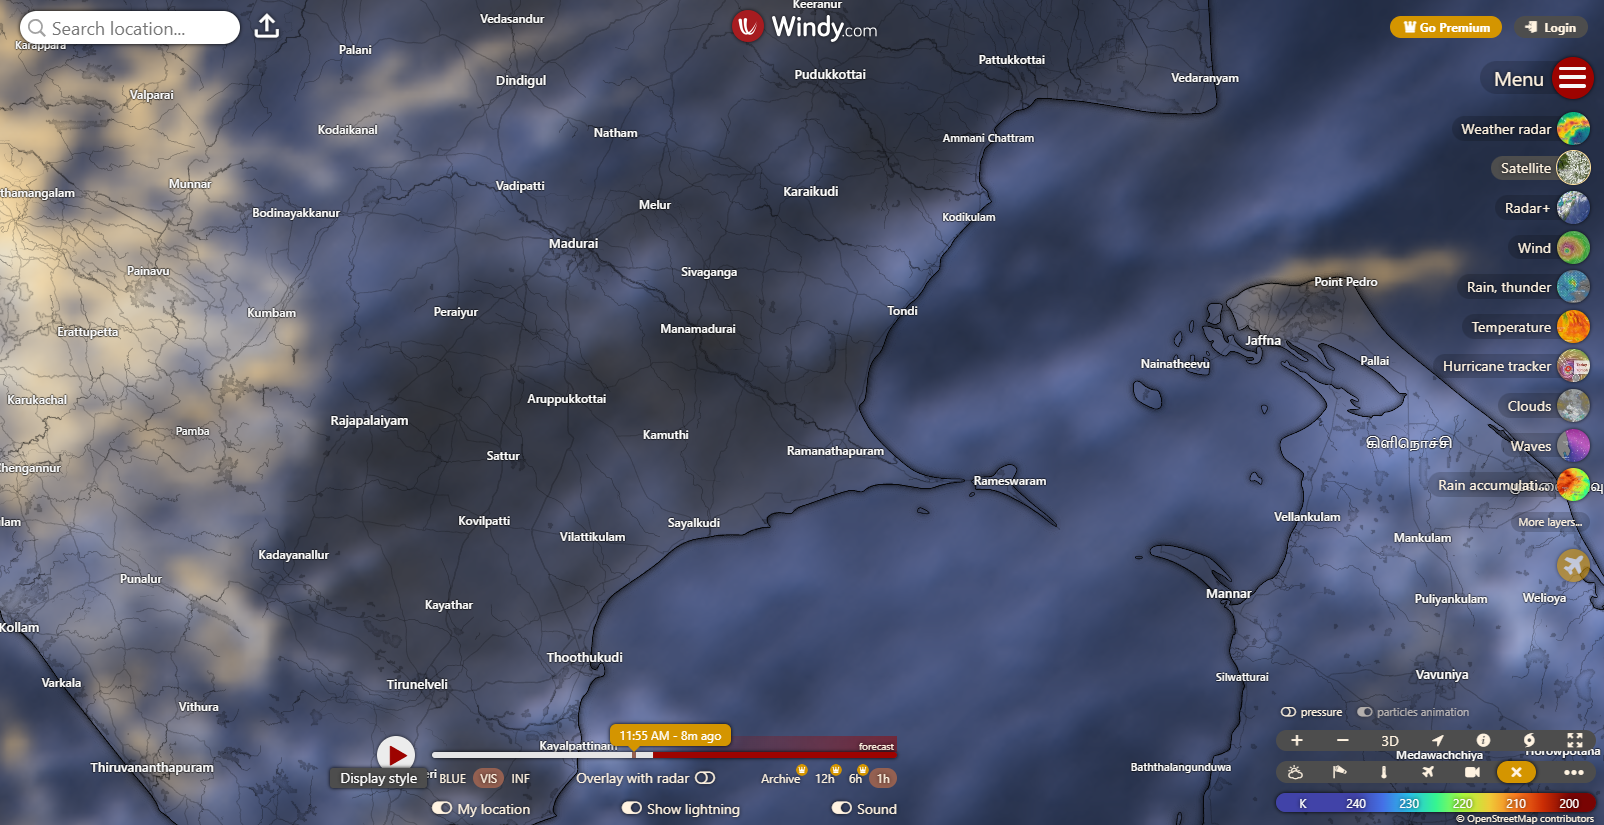 Search location...
Windy.com
Go Premium
Login
Menu
Weather radar
Satellite
Radar+
Wind
Rain, thunder
Temperature
Hurricane tracker
Clouds
Waves
Rain accumulati
More layers...
Keeranur
Vedasandur
Karappara
Palani
Pattukkottai
Dindigul
Pudukkottai
Vedaranyam
Valparai
Kodaikanal
Natham
Ammani Chattram
thamangalam
Munnar
Vadipatti
Karaikudi
Bodinayakkanur
Melur
Kodikulam
Madurai
Painavu
Sivaganga
Point Pedro
Kumbam
Peraiyur
Tondi
Erattupetta
Manamadurai
Jaffna
Nainatheevu
Pallai
Karukachal
Aruppukkottai
Rajapalaiyam
Pamba
Kamuthi
கிளிநொச்சி
Sattur
Ramanathapuram
Chengannur
Rameswaram
lam
Kovilpatti
Sayalkudi
Vellankulam
Vilattikulam
Mankulam
Kadayanallur
Punalur
Mannar
Puliyankulam
Welioya
Kayathar
Kollam
Thoothukudi
Varkala
Tirunelveli
Silwatturai
Vavuniya
Vithura
Kayalpattinam
Thiruvananthapuram
Baththalangunduwa
Medawachchiya
Horowpotana
11:55 AM - 8m ago
forecast
Display style
eri
BLUE VIS INF
Overlay with radar
Archive 12h 6h 1h
My location
Show lightning
Sound
pressure
particles animation
3D
K 240 230 220 210 200
© OpenStreetMap contributors